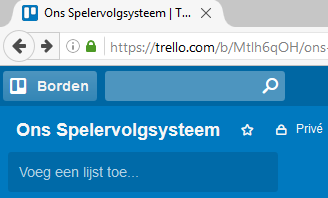 Ons Spelervolgsysteem | T...
https://trello.com/b/Mtlh6qOH/ons-
Borden
Ons Spelervolgsysteem
Privé
Voeg een lijst toe...